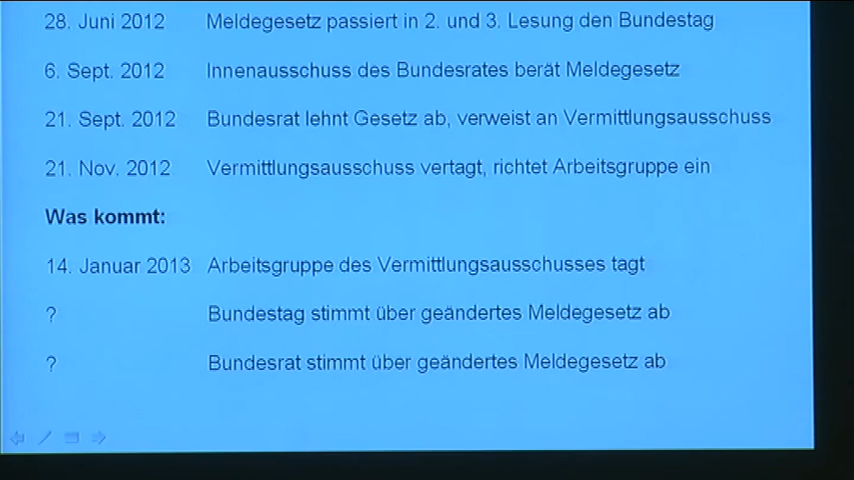 28. Juni 2012 Meldegesetz passiert in 2. und 3. Lesung den Bundestag
6. Sept. 2012 Innenausschuss des Bundesrates berät Meldegesetz
21. Sept. 2012 Bundesrat lehnt Gesetz ab, verweist an Vermittlungsausschuss
21. Nov. 2012 Vermittlungsausschuss vertagt, richtet Arbeitsgruppe ein
Was kommt:
14. Januar 2013 Arbeitsgruppe des Vermittlungsausschusses tagt
? Bundestag stimmt über geändertes Meldegesetz ab
? Bundesrat stimmt über geändertes Meldegesetz ab